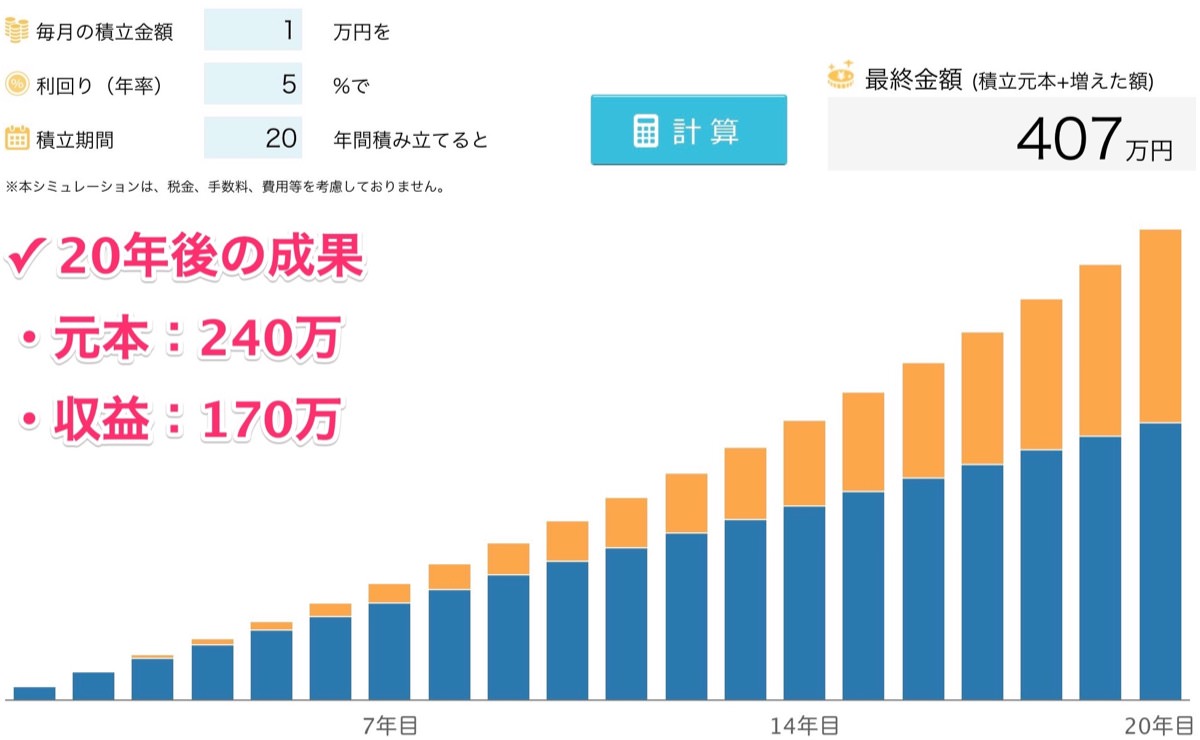 毎月の積立金額 1 万円を
利回り（年率） 5 %で
積立期間 20 年間積み立てると
※本シミュレーションは、税金、手数料、費用等を考慮しておりません。
計算
最終金額 (積立元本+増えた額)
407万円
✓20年後の成果
・元本：240万
・収益：170万
7年目 14年目 20年目